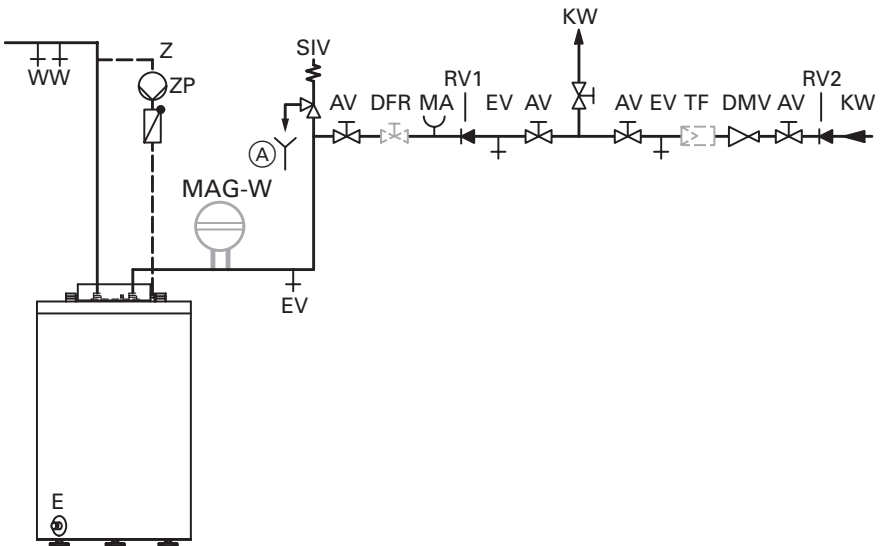 KW
Z
SIV
WW
ZP
AV DFR MA RV1 EV AV AV EV TF DMV AV RV2 KW
A
MAG-W
EV
E